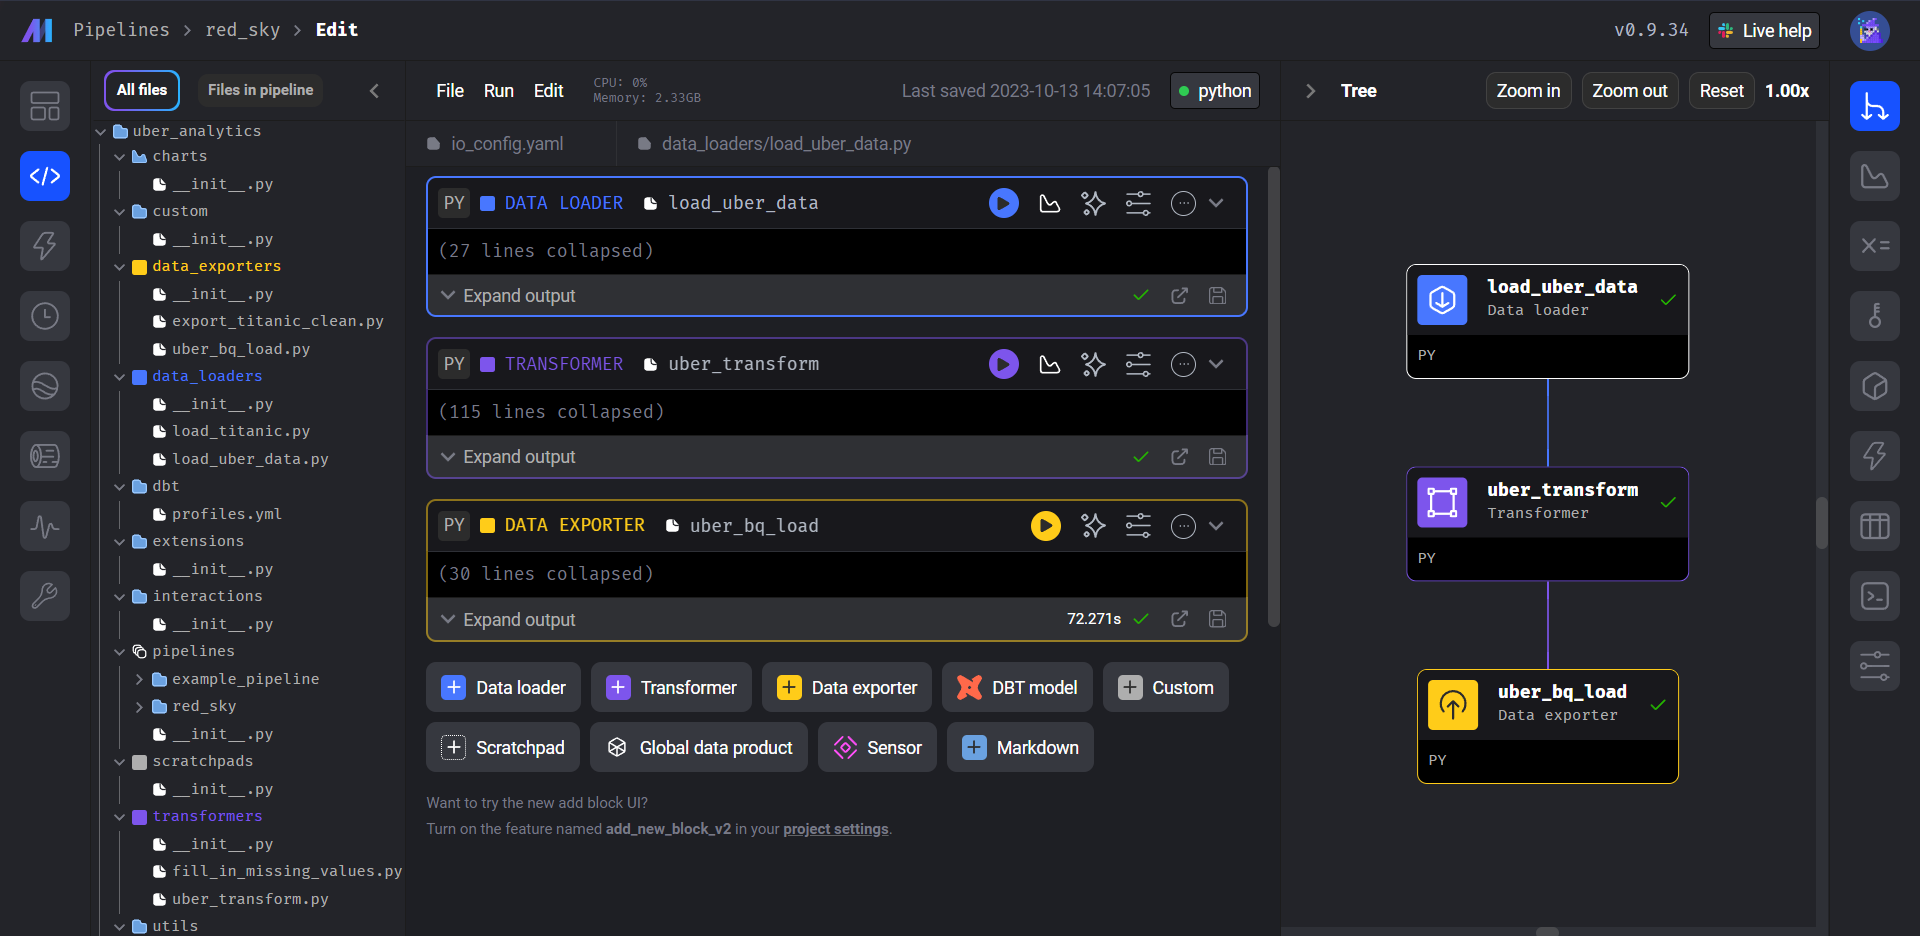 Pipelines > red_sky > Edit
v0.9.34
Live help
All files
Files in pipeline
uber_analytics
charts
__init__.py
custom
__init__.py
data_exporters
__init__.py
export_titanic_clean.py
uber_bq_load.py
data_loaders
__init__.py
load_titanic.py
load_uber_data.py
dbt
profiles.yml
extensions
__init__.py
interactions
__init__.py
pipelines
example_pipeline
red_sky
__init__.py
scratchpads
__init__.py
transformers
__init__.py
fill_in_missing_values.py
uber_transform.py
utils
File Run Edit
CPU: 0%
Memory: 2.33GB
Last saved 2023-10-13 14:07:05
python
io_config.yaml
data_loaders/load_uber_data.py
PY DATA LOADER load_uber_data
(27 lines collapsed)
Expand output
PY TRANSFORMER uber_transform
(115 lines collapsed)
Expand output
PY DATA EXPORTER uber_bq_load
(30 lines collapsed)
Expand output 72.271s
Data loader Transformer Data exporter DBT model Custom
Scratchpad Global data product Sensor Markdown
Want to try the new add block UI?
Turn on the feature named add_new_block_v2 in your project settings.
Tree
Zoom in Zoom out Reset 1.00x
load_uber_data
Data loader
PY
uber_transform
Transformer
PY
uber_bq_load
Data exporter
PY